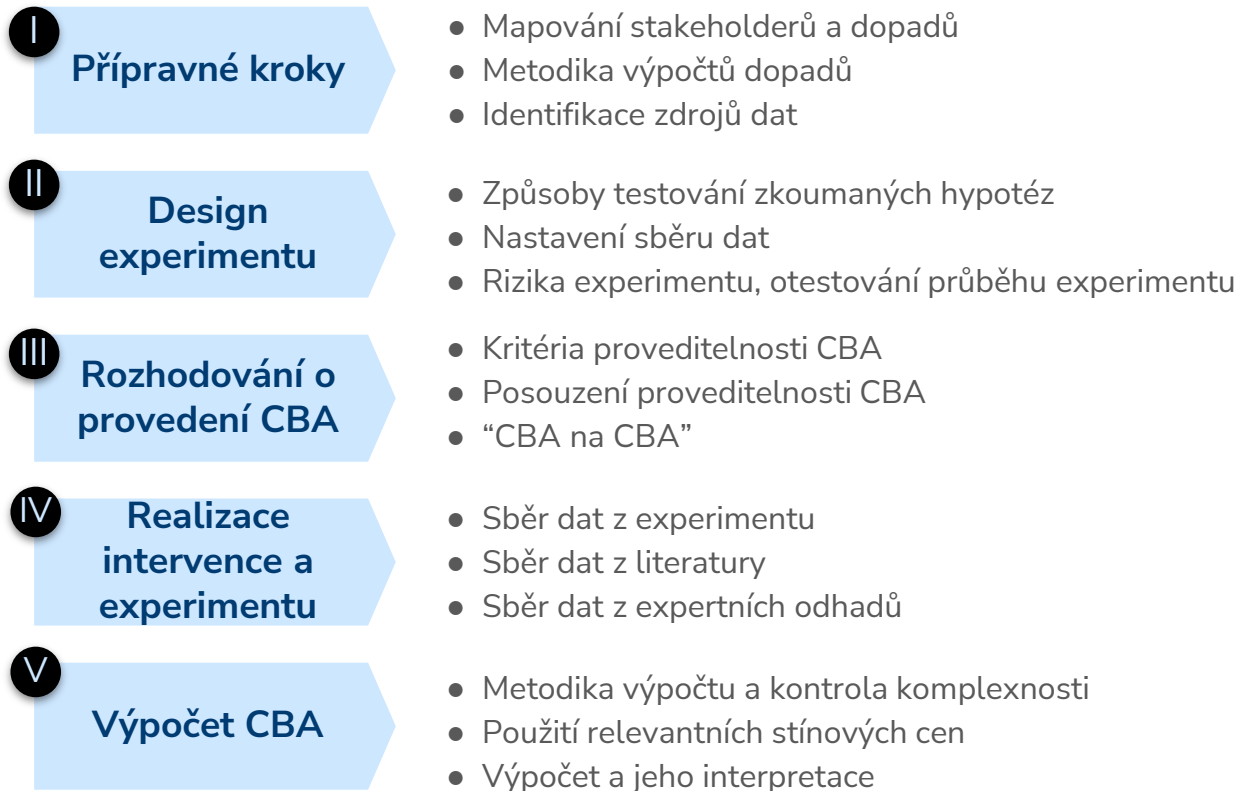 I
Přípravné kroky
● Mapování stakeholderů a dopadů
● Metodika výpočtů dopadů
● Identifikace zdrojů dat
II
Design
experimentu
● Způsoby testování zkoumaných hypotéz
● Nastavení sběru dat
● Rizika experimentu, otestování průběhu experimentu
III
Rozhodování o
provedení CBA
● Kritéria proveditelnosti CBA
● Posouzení proveditelnosti CBA
● “CBA na CBA”
IV
Realizace
intervence a
experimentu
● Sběr dat z experimentu
● Sběr dat z literatury
● Sběr dat z expertních odhadů
V
Výpočet CBA
● Metodika výpočtu a kontrola komplexnosti
● Použití relevantních stínových cen
● Výpočet a jeho interpretace